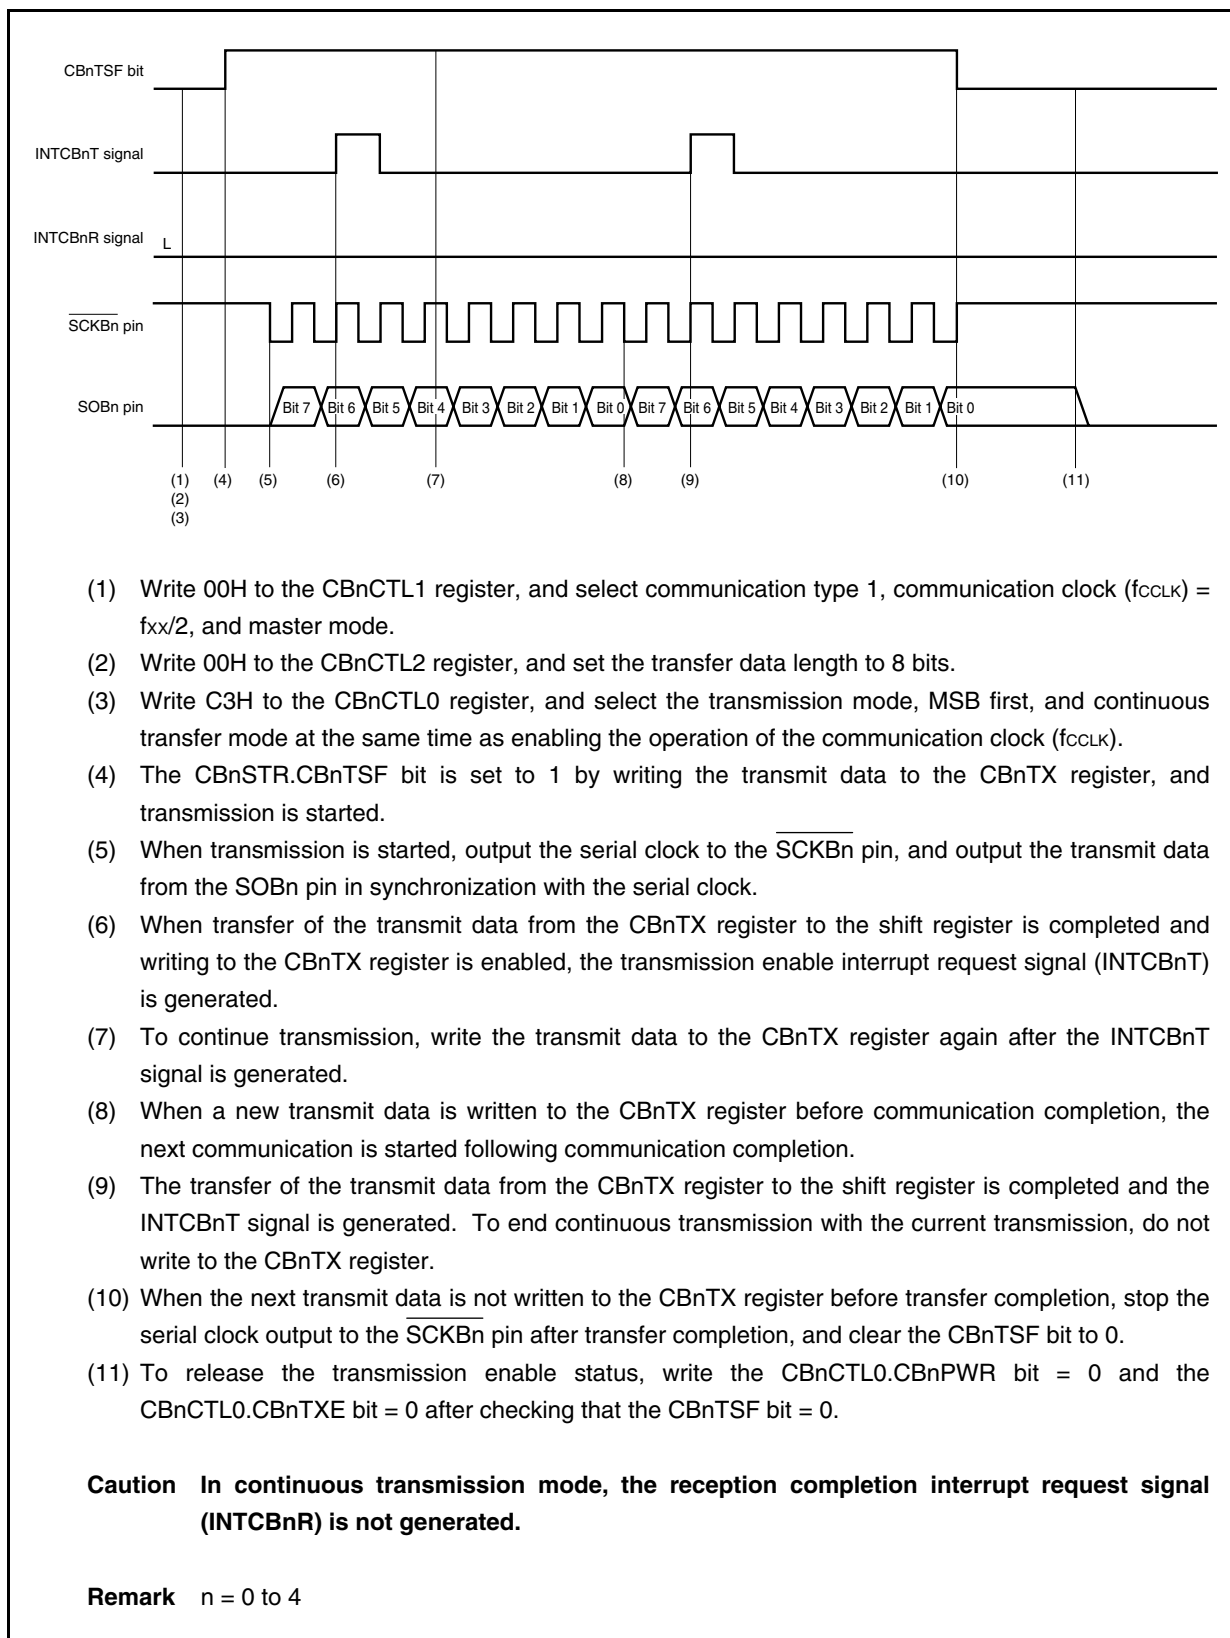 CBnTSF bit
INTCBnT signal
INTCBnR signal L
SCKBn pin
SOBn pin Bit 7 Bit 6 Bit 5 Bit 4 Bit 3 Bit 2 Bit 1 Bit 0 Bit 7 Bit 6 Bit 5 Bit 4 Bit 3 Bit 2 Bit 1 Bit 0
(1) (4) (5) (6) (7) (8) (9) (10) (11)
(2)
(3)
(1) Write 00H to the CBnCTL1 register, and select communication type 1, communication clock (fCCLK) =
fxx/2, and master mode.
(2) Write 00H to the CBnCTL2 register, and set the transfer data length to 8 bits.
(3) Write C3H to the CBnCTL0 register, and select the transmission mode, MSB first, and continuous
transfer mode at the same time as enabling the operation of the communication clock (fCCLK).
(4) The CBnSTR.CBnTSF bit is set to 1 by writing the transmit data to the CBnTX register, and
transmission is started.
(5) When transmission is started, output the serial clock to the SCKBn pin, and output the transmit data
from the SOBn pin in synchronization with the serial clock.
(6) When transfer of the transmit data from the CBnTX register to the shift register is completed and
writing to the CBnTX register is enabled, the transmission enable interrupt request signal (INTCBnT)
is generated.
(7) To continue transmission, write the transmit data to the CBnTX register again after the INTCBnT
signal is generated.
(8) When a new transmit data is written to the CBnTX register before communication completion, the
next communication is started following communication completion.
(9) The transfer of the transmit data from the CBnTX register to the shift register is completed and the
INTCBnT signal is generated. To end continuous transmission with the current transmission, do not
write to the CBnTX register.
(10) When the next transmit data is not written to the CBnTX register before transfer completion, stop the
serial clock output to the SCKBn pin after transfer completion, and clear the CBnTSF bit to 0.
(11) To release the transmission enable status, write the CBnCTL0.CBnPWR bit = 0 and the
CBnCTL0.CBnTXE bit = 0 after checking that the CBnTSF bit = 0.
Caution In continuous transmission mode, the reception completion interrupt request signal
(INTCBnR) is not generated.
Remark n = 0 to 4